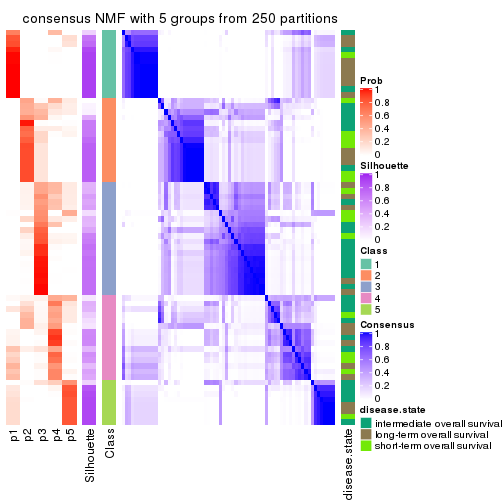 consensus NMF with 5 groups from 250 partitions
Prob
1
0.8
0.6
0.4
0.2
0
Silhouette
1
0.8
0.6
0.4
0.2
0
Class
1
2
3
4
5
Consensus
1
0.8
0.6
0.4
0.2
0
disease.state
intermediate overall survival
long-term overall survival
short-term overall survival
p1
p2
p3
p4
p5
Silhouette
Class
disease.state